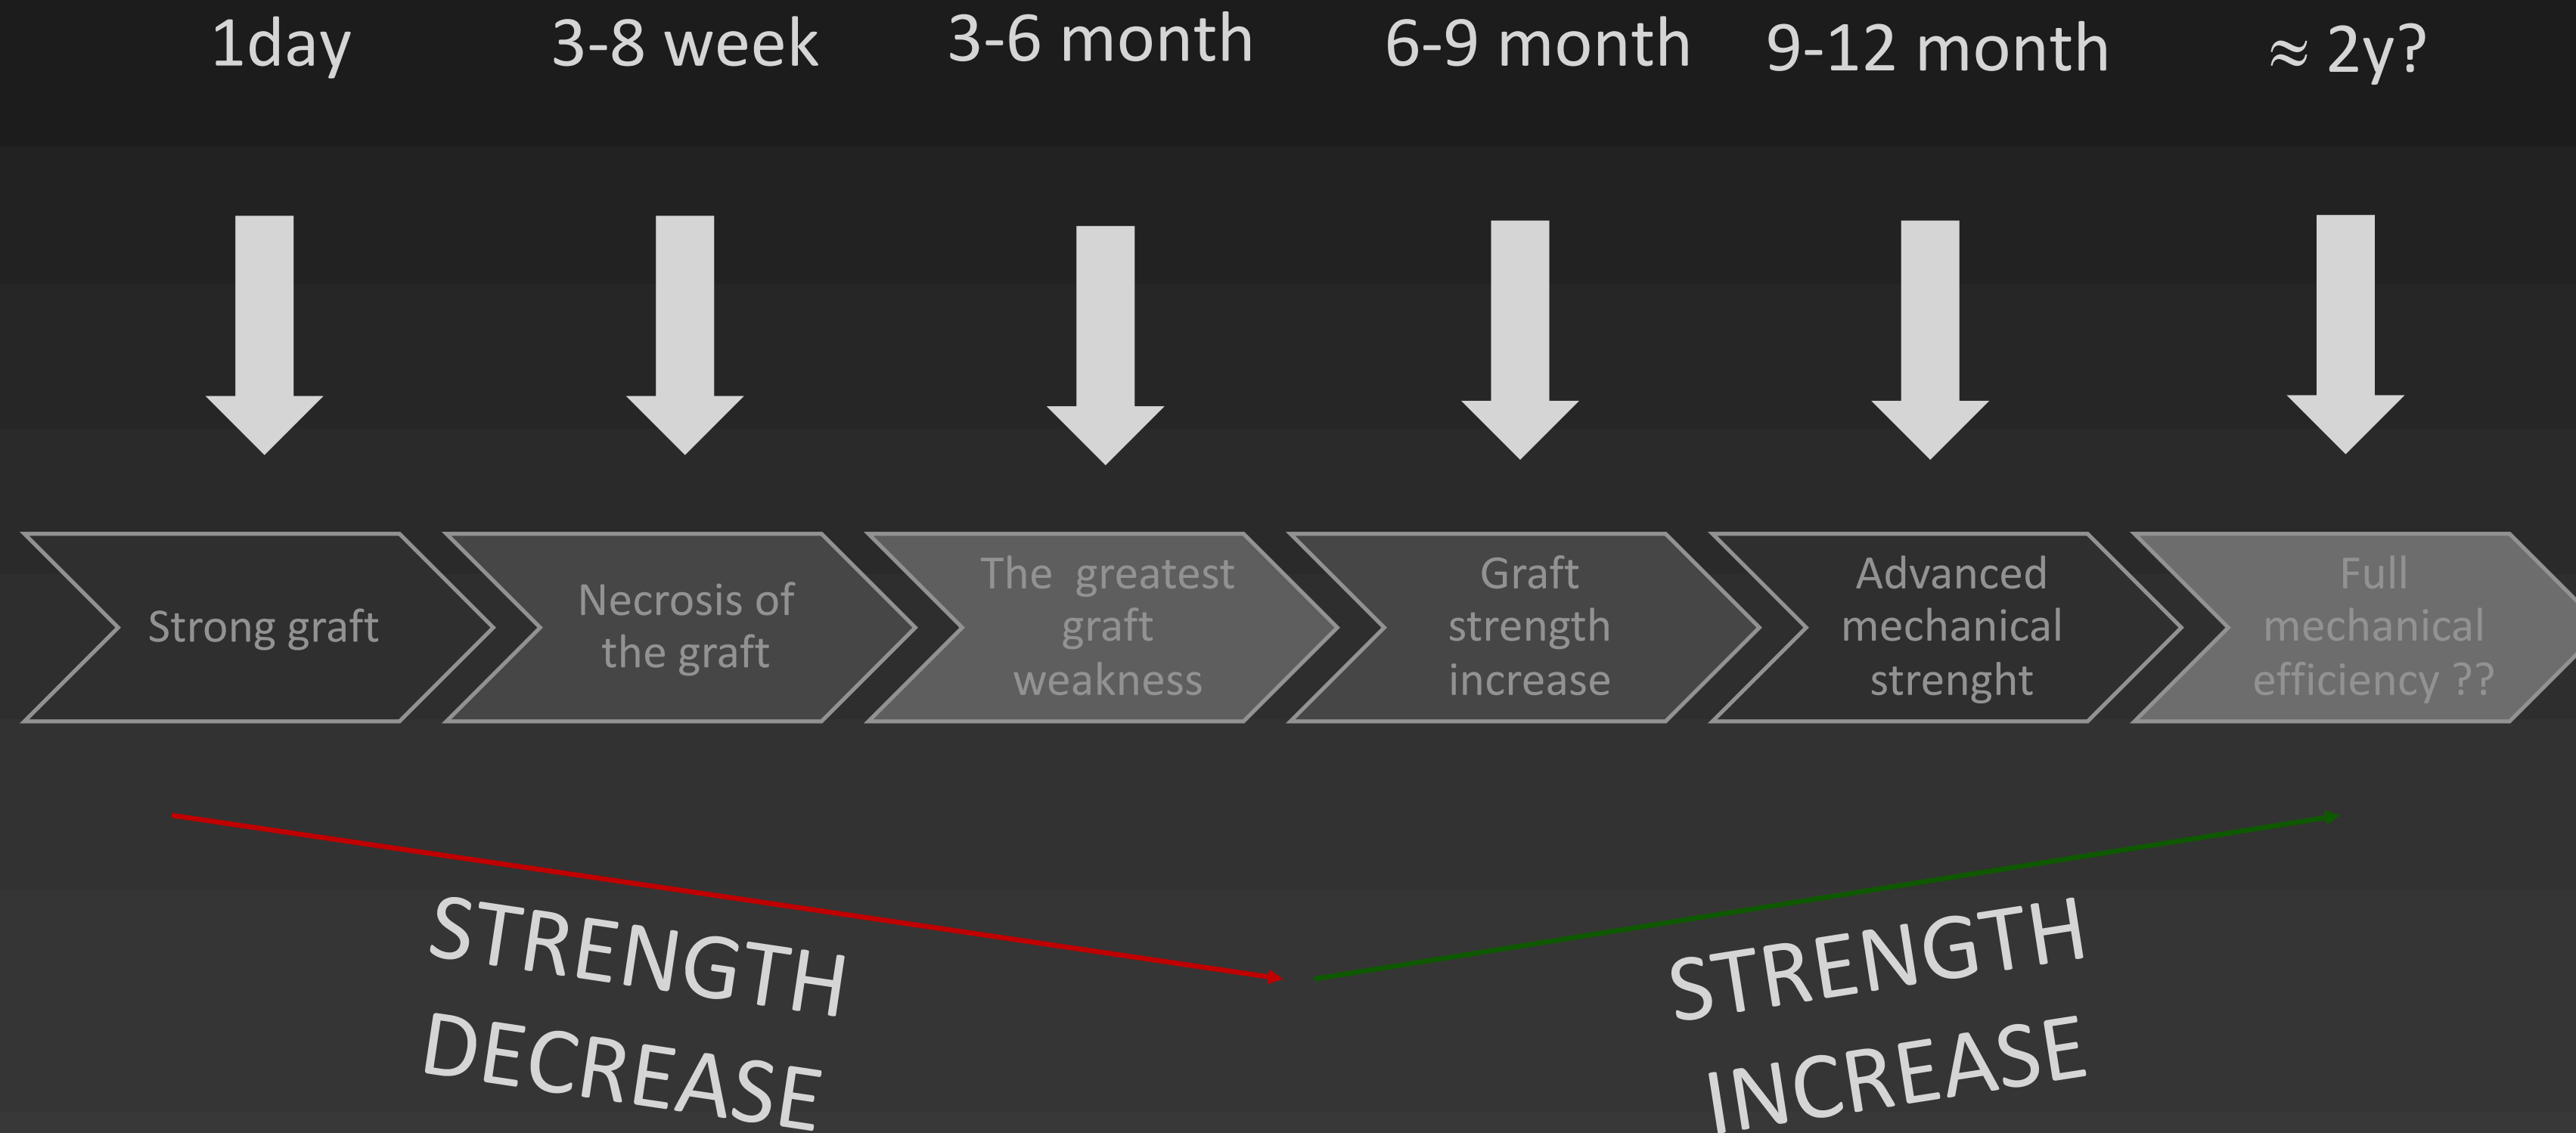 1day
3-8 week
3-6 month
6-9 month
9-12 month
≈ 2y?
Strong graft
Necrosis of
the graft
The greatest
graft
weakness
Graft
strength
increase
Advanced
mechanical
strenght
Full
mechanical
efficiency ??
STRENGTH
DECREASE
STRENGTH
INCREASE